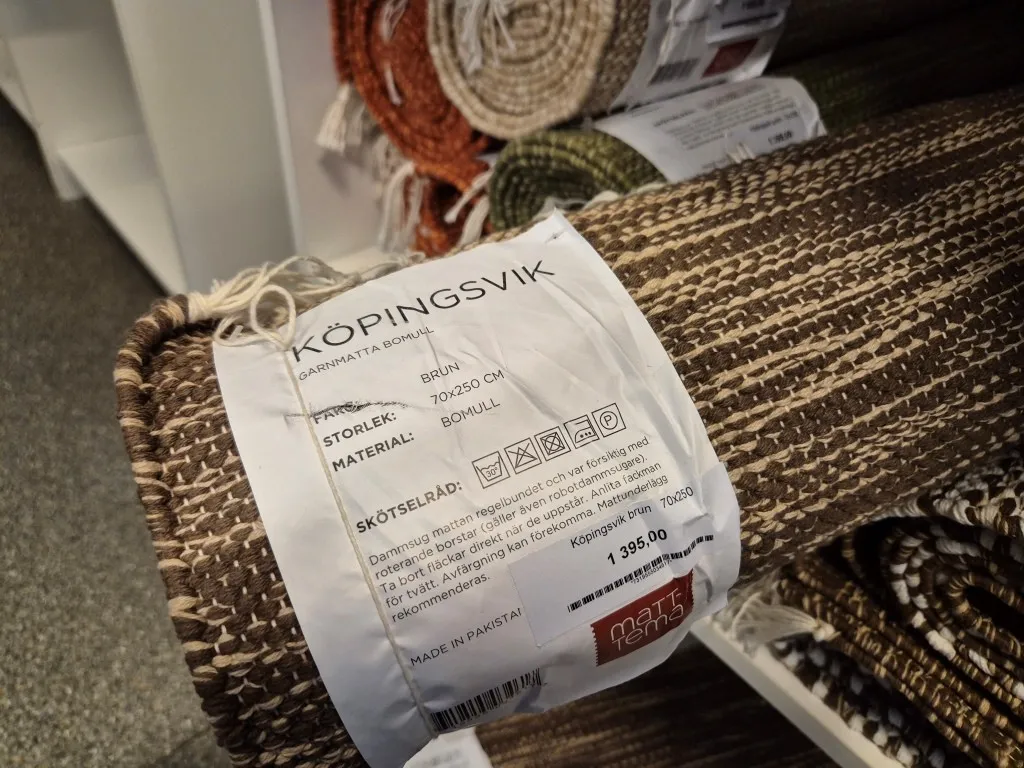 KÖPINGSVIK
GARNMATTA BOMULL
FÄRG: BRUN
STORLEK: 70x250 CM
MATERIAL: BOMULL
SKÖTSELRÅD: 30° P
Dammsug mattan regelbundet och var försiktig med
roterande borstar (gäller även robotdammsugare).
Ta bort fläckar direkt när de uppstår. Anlita fackman
för tvätt. Avfärgning kan förekomma. Mattunderlägg
rekommenderas.
Köpingsvik brun 70x250
1 395,00
MADE IN PAKISTAN
maTT-
Tema